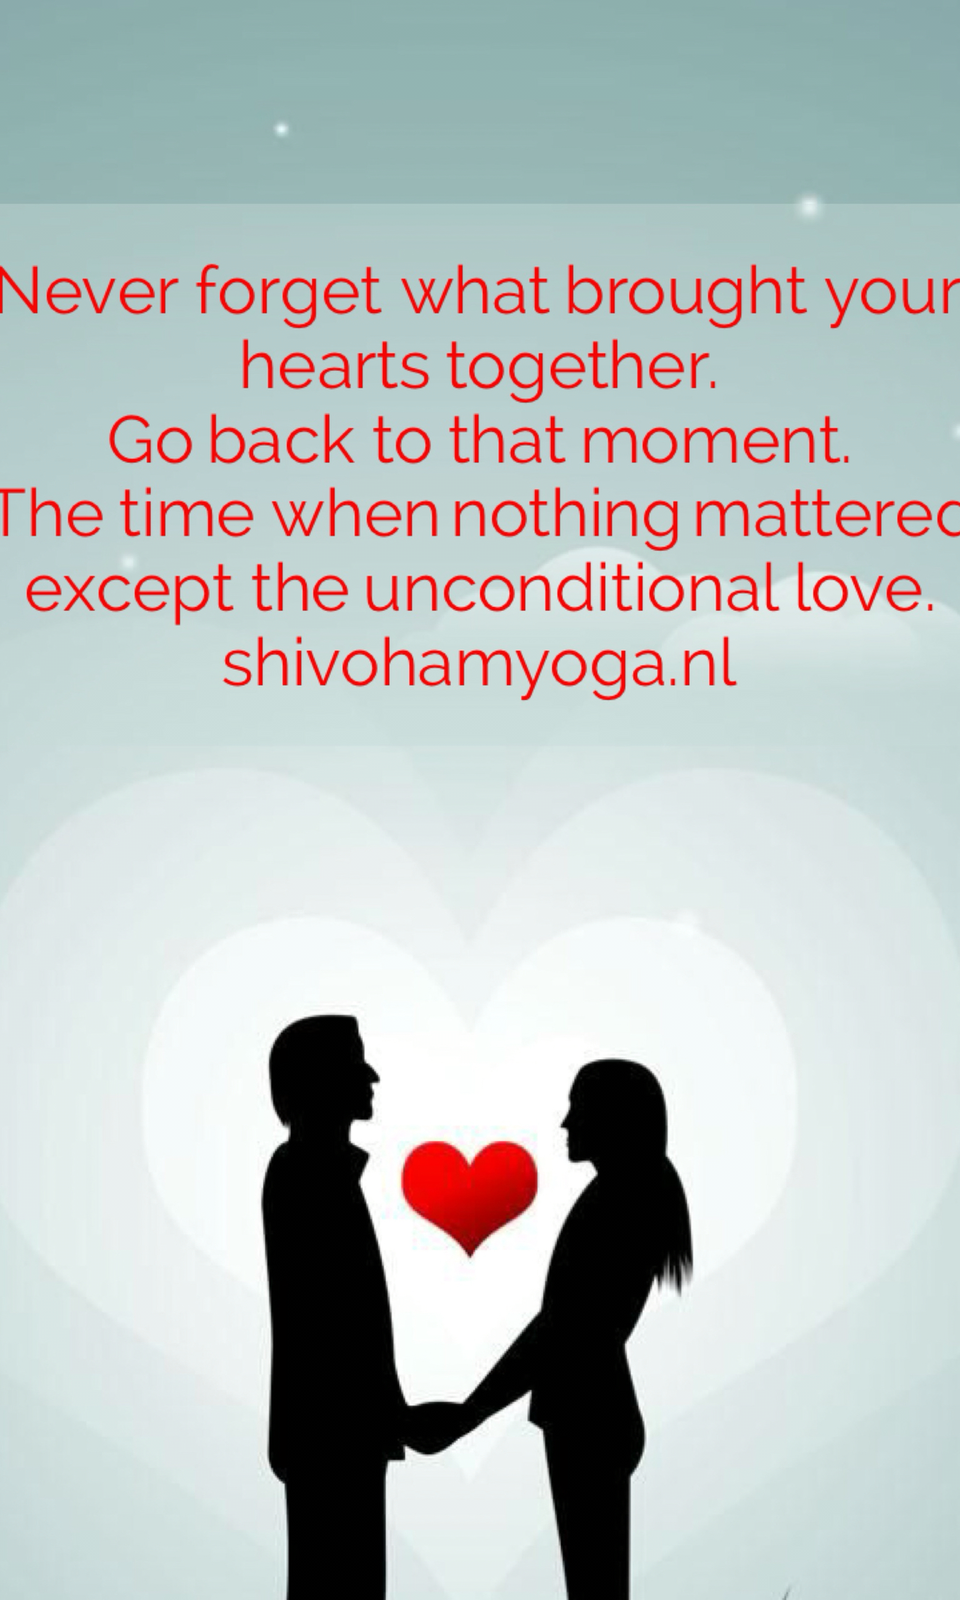 Never forget what brought your
hearts together.
Go back to that moment.
The time when nothing mattered
except the unconditional love.
shivohamyoga.nl